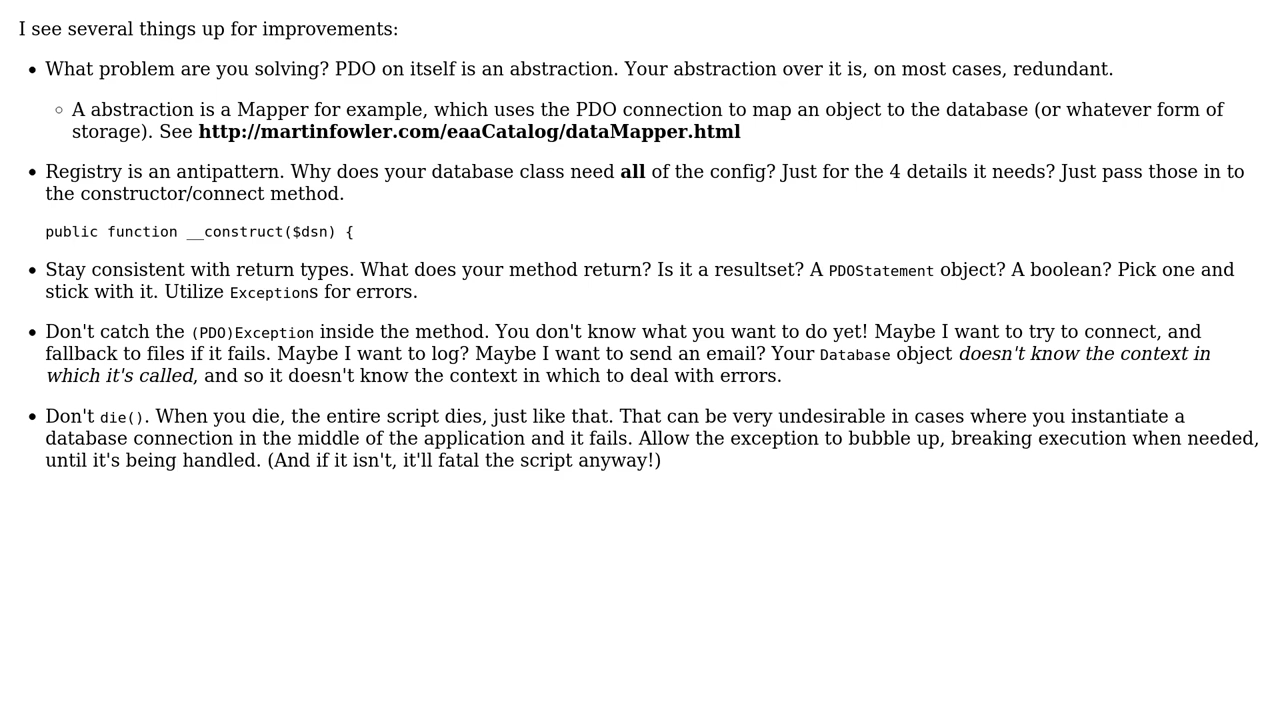 I see several things up for improvements:
What problem are you solving? PDO on itself is an abstraction. Your abstraction over it is, on most cases, redundant.
A abstraction is a Mapper for example, which uses the PDO connection to map an object to the database (or whatever form of
storage). See http://martinfowler.com/eaaCatalog/dataMapper.html
Registry is an antipattern. Why does your database class need all of the config? Just for the 4 details it needs? Just pass those in to
the constructor/connect method.
public function __construct($dsn) {
Stay consistent with return types. What does your method return? Is it a resultset? A PDOStatement object? A boolean? Pick one and
stick with it. Utilize Exceptions for errors.
Don't catch the (PDO)Exception inside the method. You don't know what you want to do yet! Maybe I want to try to connect, and
fallback to files if it fails. Maybe I want to log? Maybe I want to send an email? Your Database object doesn't know the context in
which it's called, and so it doesn't know the context in which to deal with errors.
Don't die(). When you die, the entire script dies, just like that. That can be very undesirable in cases where you instantiate a
database connection in the middle of the application and it fails. Allow the exception to bubble up, breaking execution when needed,
until it's being handled. (And if it isn't, it'll fatal the script anyway!)